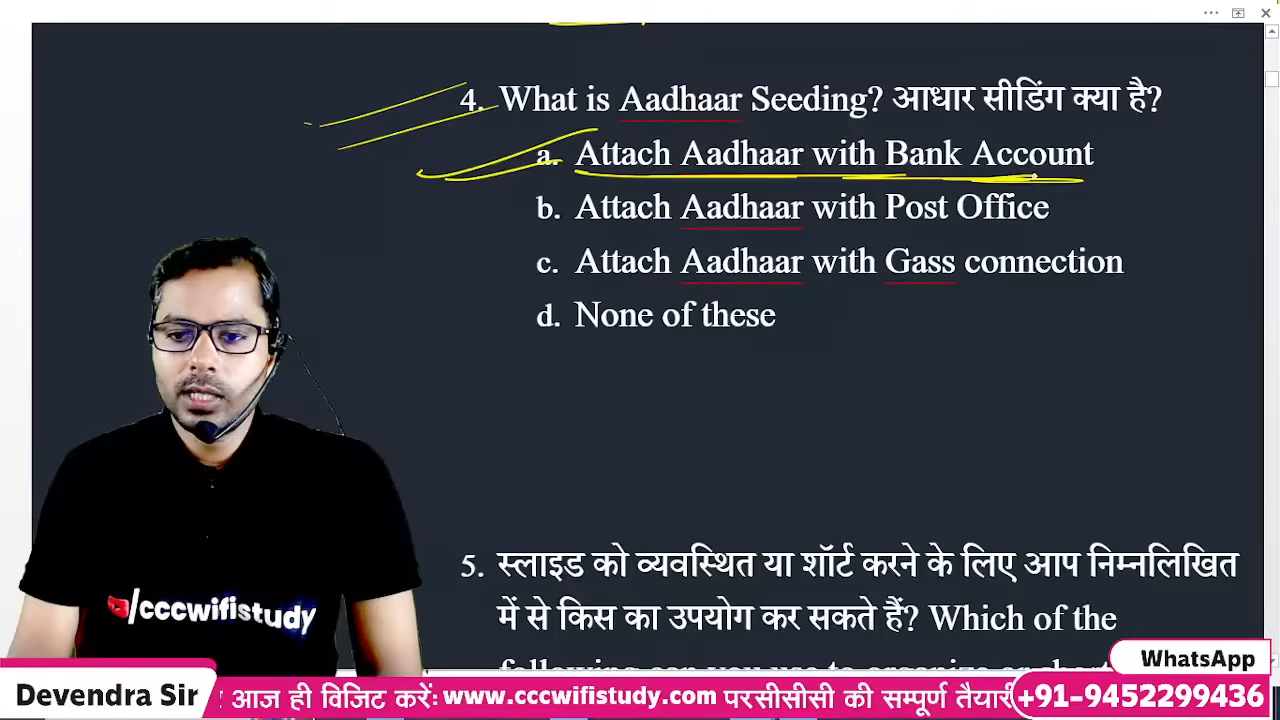 4. What is Aadhaar Seeding? आधार सीडिंग क्या है?
a. Attach Aadhaar with Bank Account
b. Attach Aadhaar with Post Office
c. Attach Aadhaar with Gass connection
d. None of these
5. स्लाइड को व्यवस्थित या शॉर्ट करने के लिए आप निम्नलिखित
में से किस का उपयोग कर सकते हैं? Which of the
/cccwifistudy
WhatsApp
Devendra Sir
आज ही विजिट करें: www.cccwifistudy.com परसीसीसी की सम्पूर्ण तैयारी
+91-9452299436